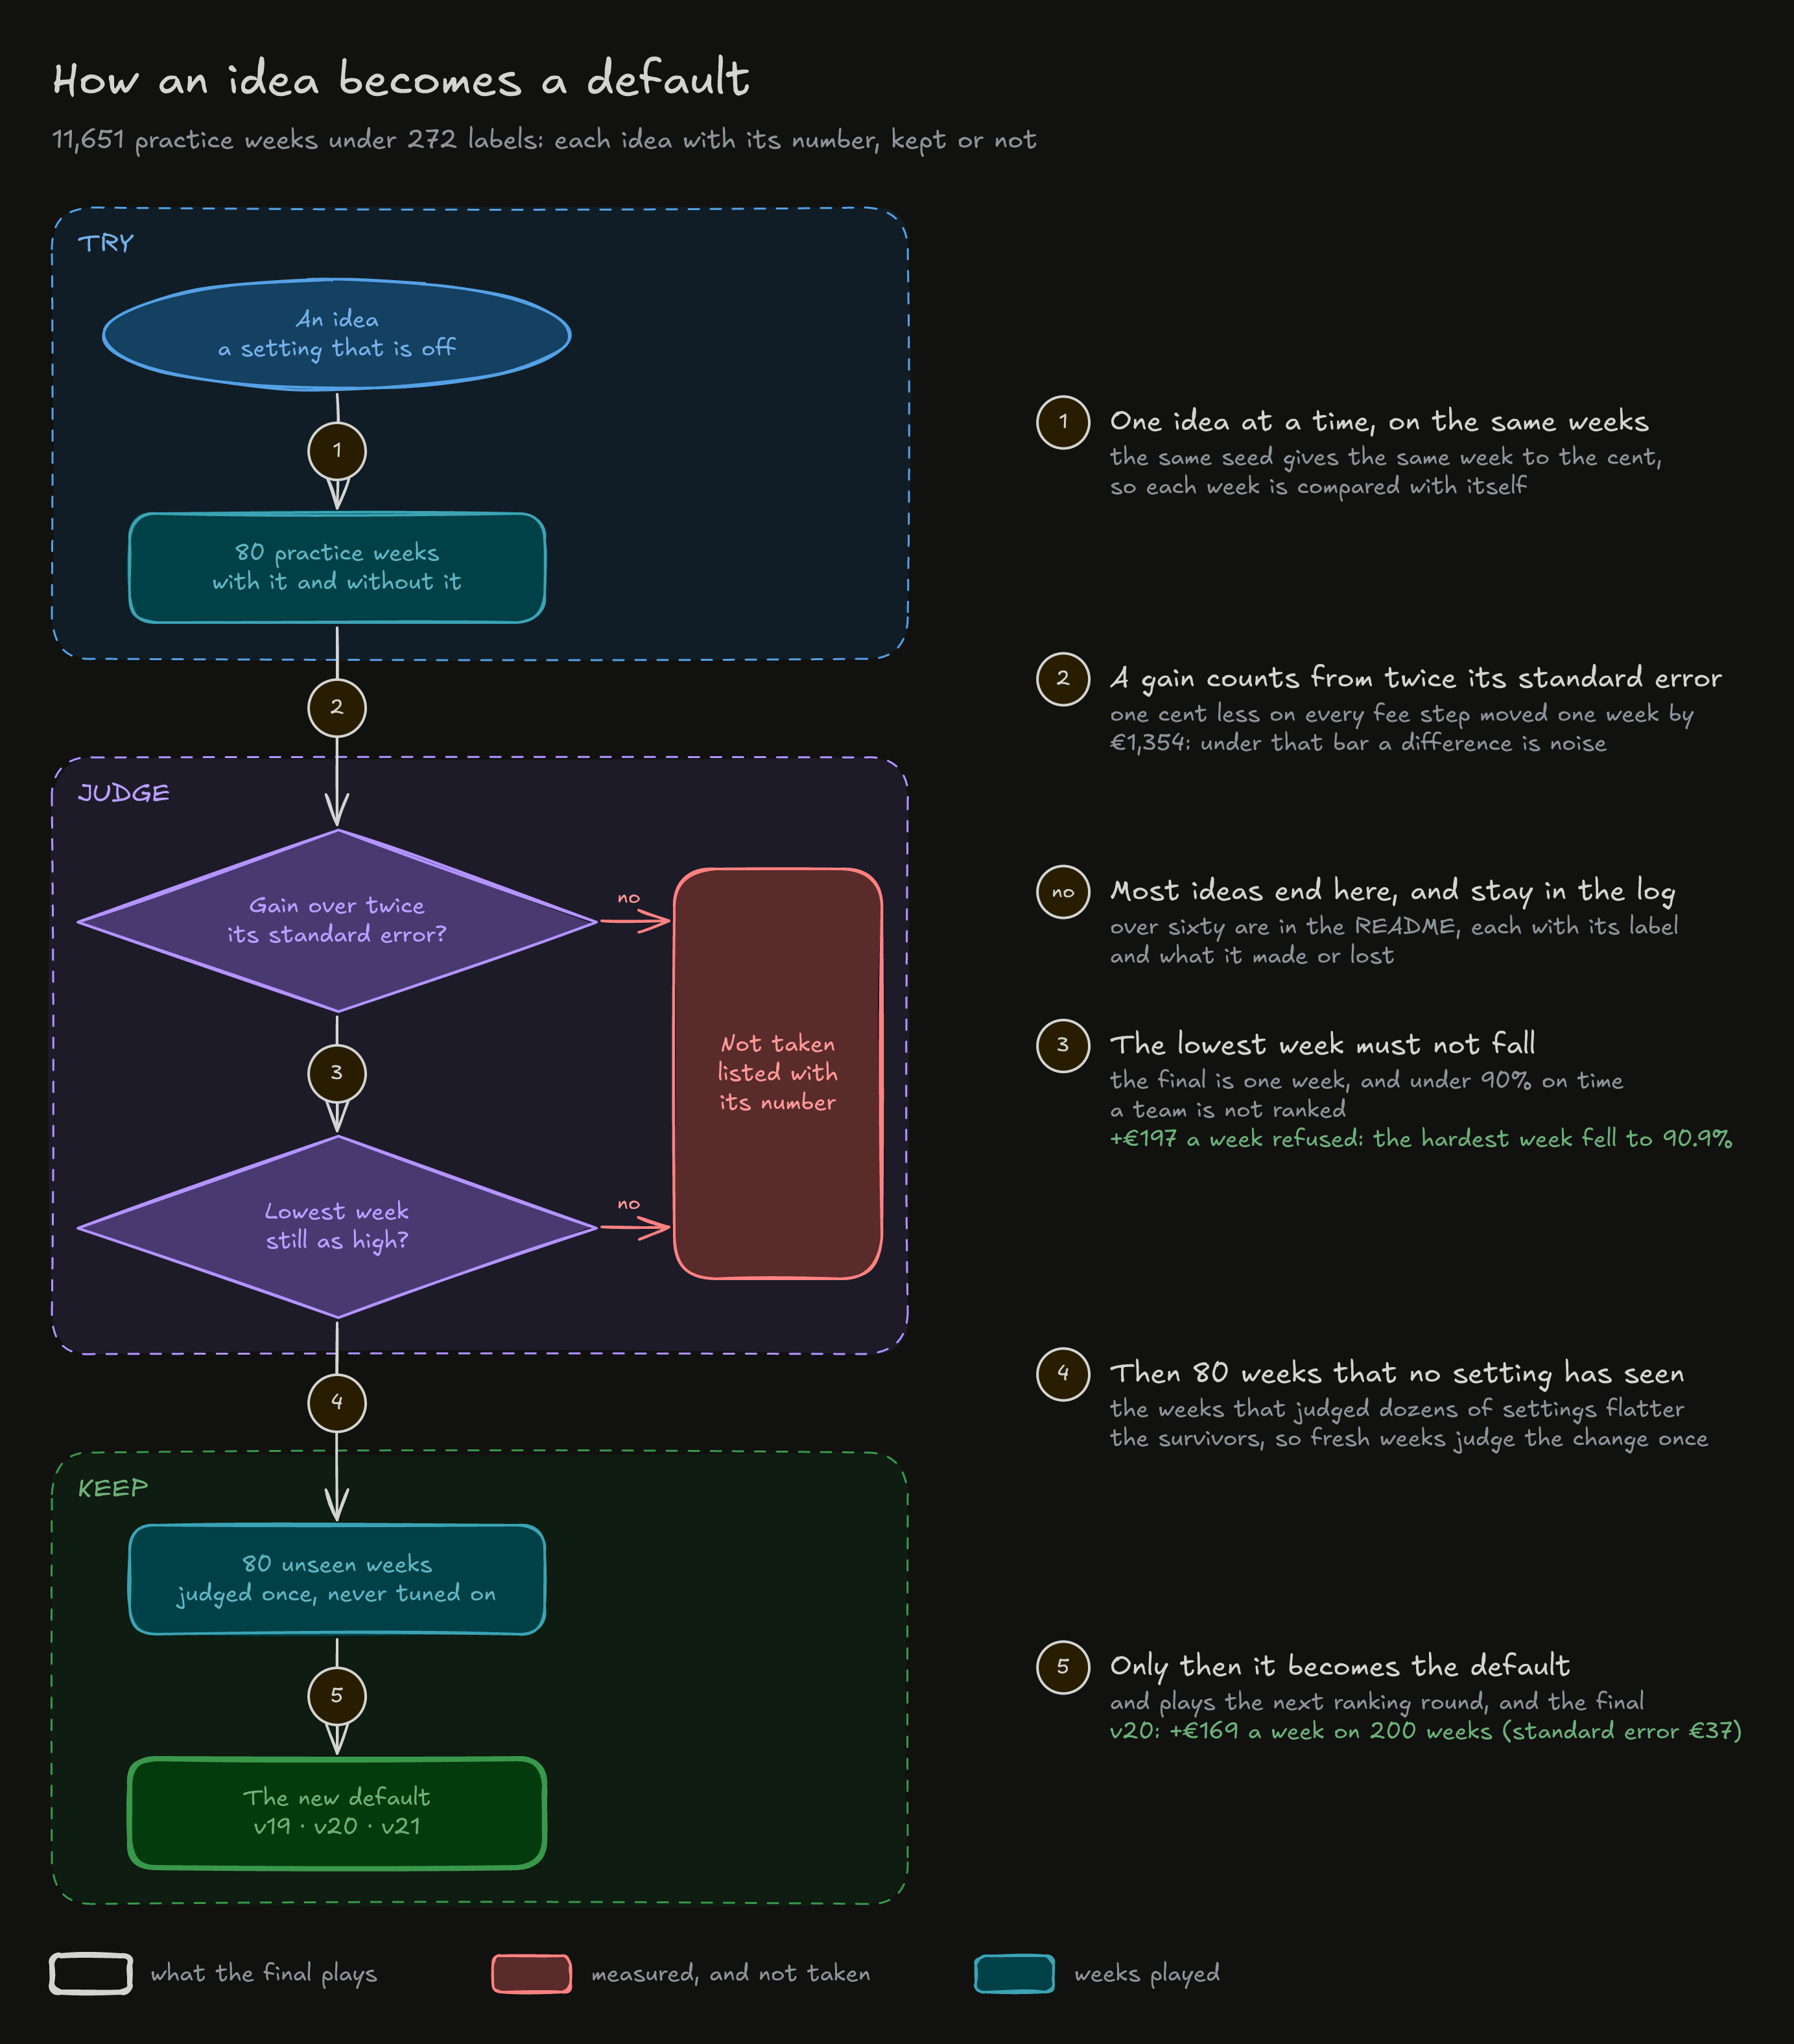 How an idea becomes a default
11,651 practice weeks under 272 labels: each idea with its number, kept or not
TRY
An idea
a setting that is off
1
80 practice weeks
with it and without it
2
JUDGE
Gain over twice
its standard error?
no
3
Not taken
listed with
its number
Lowest week
still as high?
no
4
KEEP
80 unseen weeks
judged once, never tuned on
5
The new default
v19 · v20 · v21
1 One idea at a time, on the same weeks
the same seed gives the same week to the cent,
so each week is compared with itself
2 A gain counts from twice its standard error
one cent less on every fee step moved one week by
€1,354: under that bar a difference is noise
no Most ideas end here, and stay in the log
over sixty are in the README, each with its label
and what it made or lost
3 The lowest week must not fall
the final is one week, and under 90% on time
a team is not ranked
+€197 a week refused: the hardest week fell to 90.9%
4 Then 80 weeks that no setting has seen
the weeks that judged dozens of settings flatter
the survivors, so fresh weeks judge the change once
5 Only then it becomes the default
and plays the next ranking round, and the final
v20: +€169 a week on 200 weeks (standard error €37)
what the final plays
measured, and not taken
weeks played